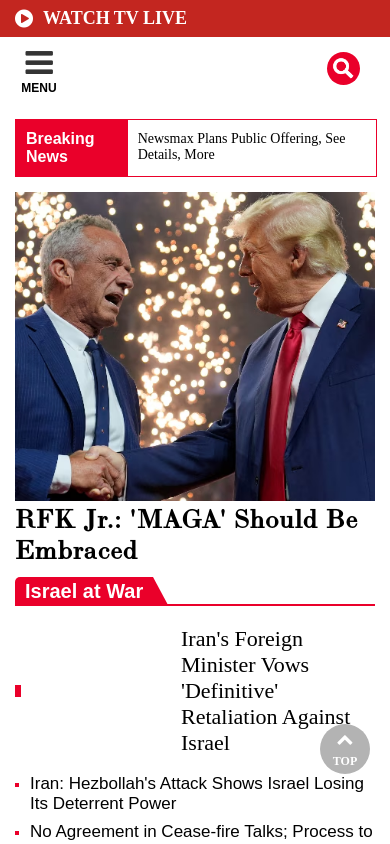 WATCH TV LIVE
MENU
Breaking
News
Newsmax Plans Public Offering, See
Details, More
RFK Jr.: 'MAGA' Should Be
Embraced
Israel at War
Iran's Foreign
Minister Vows
'Definitive'
Retaliation Against
Israel
TOP
Iran: Hezbollah's Attack Shows Israel Losing
Its Deterrent Power
No Agreement in Cease-fire Talks; Process to